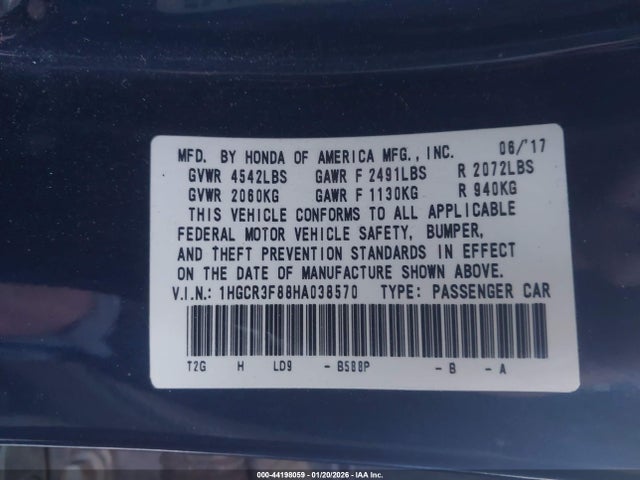 MFD. BY HONDA OF AMERICA MFG., INC. 06/'17
GVWR 4542LBS GAWR F 2491LBS R 2072LBS
GVWR 2060KG GAWR F 1130KG R 940KG
THIS VEHICLE CONFORMS TO ALL APPLICABLE
FEDERAL MOTOR VEHICLE SAFETY, BUMPER,
AND THEFT PREVENTION STANDARDS IN EFFECT
ON THE DATE OF MANUFACTURE SHOWN ABOVE.
V.I.N.: 1HGCR3F88HA038570 TYPE: PASSENGER CAR
T2G H LD9 -B588P -B -A
000-44198059 - 01/20/2026 - IAA Inc.